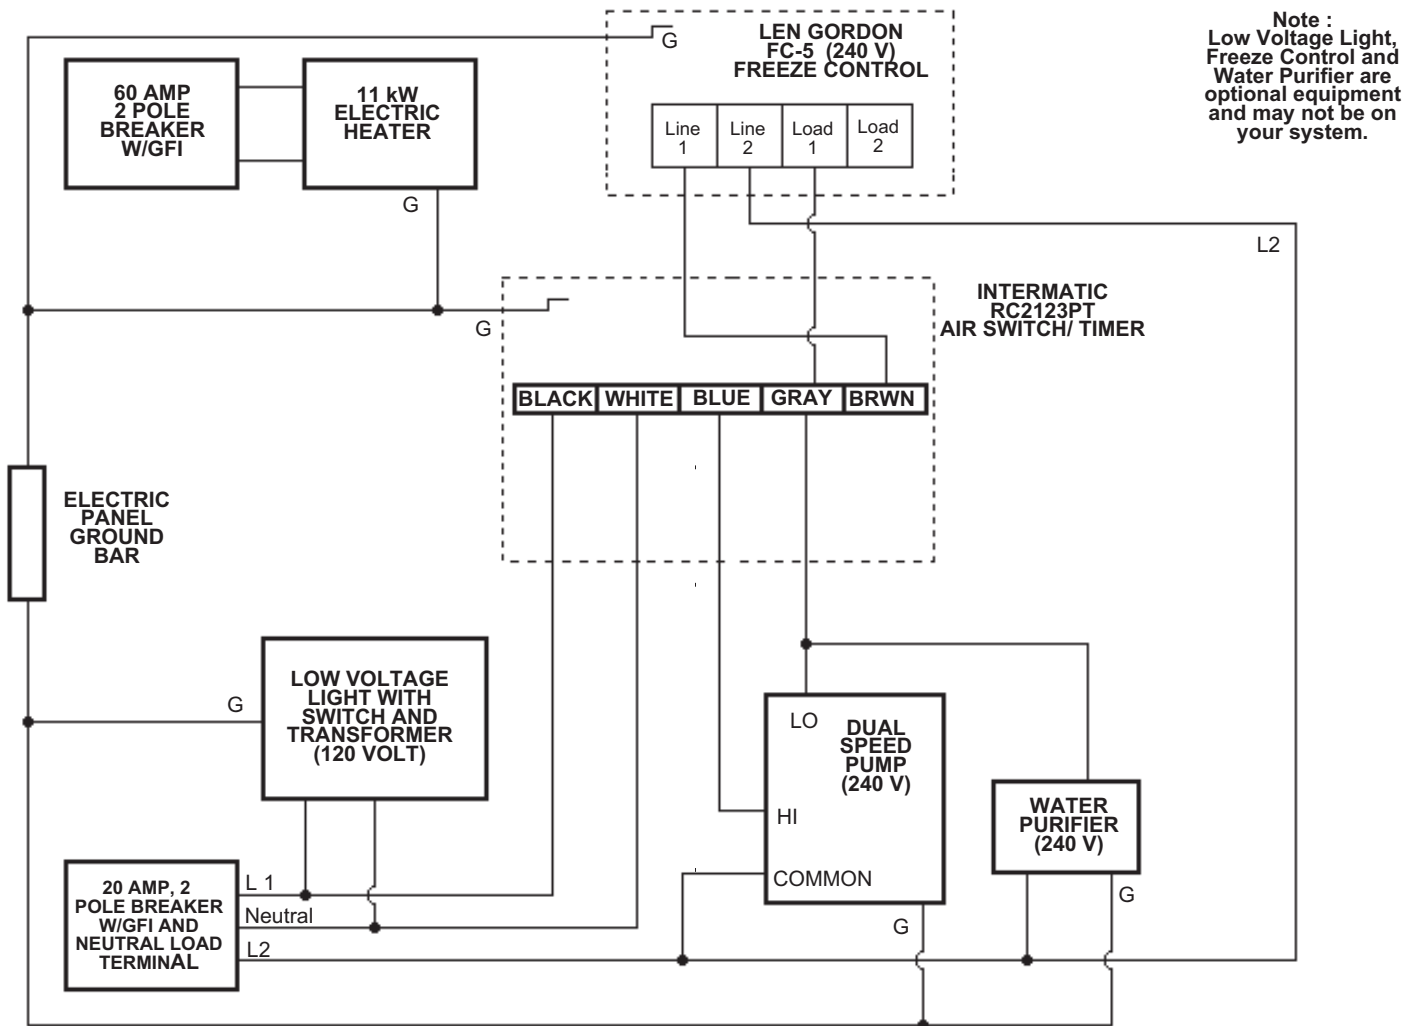 Note :
Low Voltage Light,
Freeze Control and
Water Purifier are
optional equipment
and may not be on
your system.
LEN GORDON
FC-5 (240 V)
FREEZE CONTROL
G
Line
1
Line
2
Load
1
Load
2
60 AMP
2 POLE
BREAKER
W/GFI
11 kW
ELECTRIC
HEATER
G
L2
INTERMATIC
RC2123PT
AIR SWITCH/ TIMER
G
BLACK WHITE BLUE GRAY BRWN
ELECTRIC
PANEL
GROUND
BAR
LOW VOLTAGE
LIGHT WITH
SWITCH AND
TRANSFORMER
(120 VOLT)
G
LO
DUAL
SPEED
PUMP
(240 V)
HI
COMMON
G
WATER
PURIFIER
(240 V)
G
20 AMP, 2
POLE BREAKER
W/GFI AND
NEUTRAL LOAD
TERMINAL
L 1
Neutral
L2